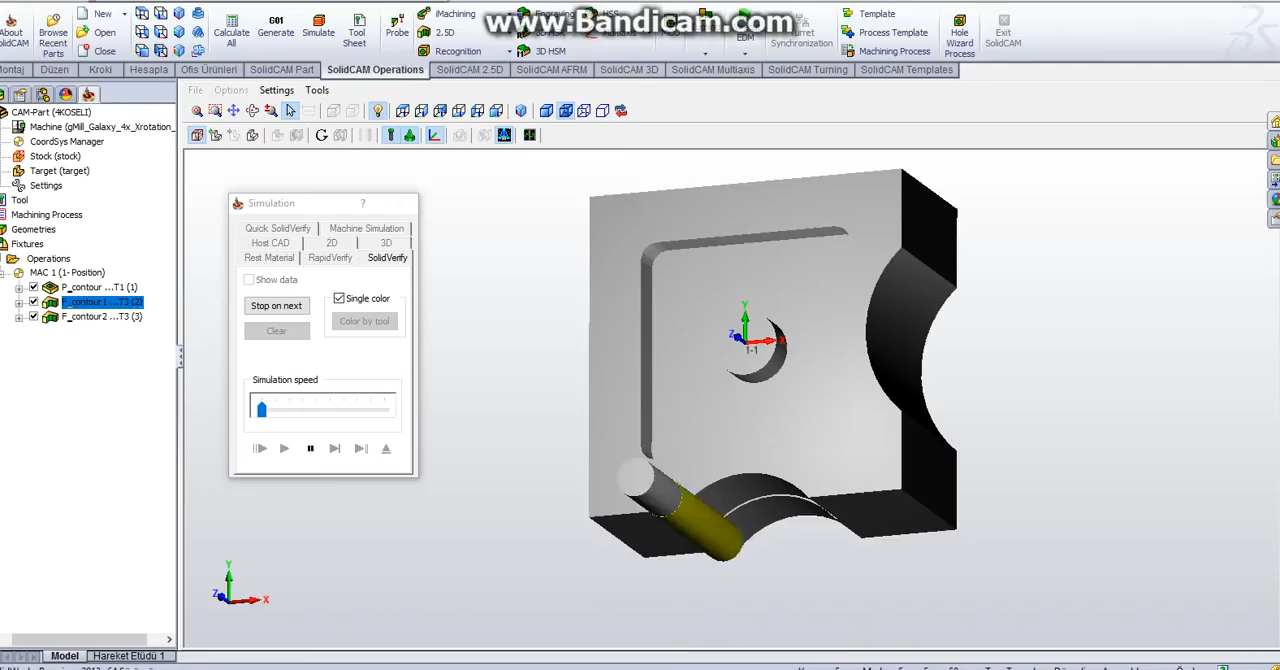 www.Bandicam.com
About SolidCAM
Browse Recent Parts
New
Open
Close
Calculate All
G01
Generate
Simulate
Tool Sheet
Probe
iMachining
2.5D
Recognition
Engraving
3D HSM
EDM
Synchronization
Template
Process Template
Machining Process
Hole Wizard Process
Exit SolidCAM
Montaj
Düzen
Kroki
Hesapla
Ofis Ürünleri
SolidCAM Part
SolidCAM Operations
SolidCAM 2.5D
SolidCAM AFRM
SolidCAM 3D
SolidCAM Multiaxis
SolidCAM Turning
SolidCAM Templates
File Options Settings Tools
CAM-Part (4KOSELI)
Machine (gMill_Galaxy_4x_Xrotation_
CoordSys Manager
Stock (stock)
Target (target)
Settings
Tool
Machining Process
Geometries
Fixtures
Operations
MAC 1 (1- Position)
P_contour ...T1 (1)
F_contour1 ...T3 (2)
F_contour2 ...T3 (3)
Simulation ?
Quick SolidVerify
Machine Simulation
Host CAD
2D
3D
Rest Material
RapidVerify
SolidVerify
Show data
Stop on next
Single color
Clear
Color by tool
Simulation speed
Y
Z
X
1-1
Y
Z
X
Model
Hareket Etüdü 1